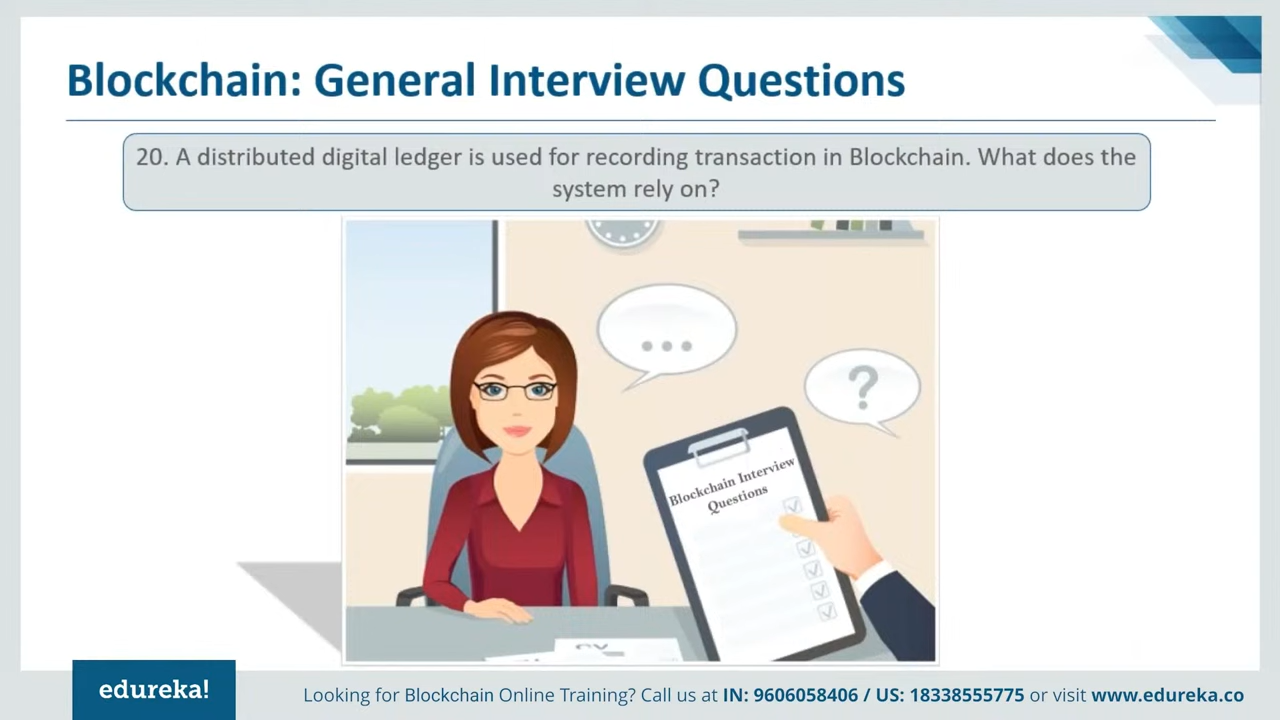 Blockchain: General Interview Questions
20. A distributed digital ledger is used for recording transaction in Blockchain. What does the
system rely on?
...
?
Blockchain Interview
Questions
edureka!
Looking for Blockchain Online Training? Call us at IN: 9606058406 / US: 18338555775 or visit www.edureka.co